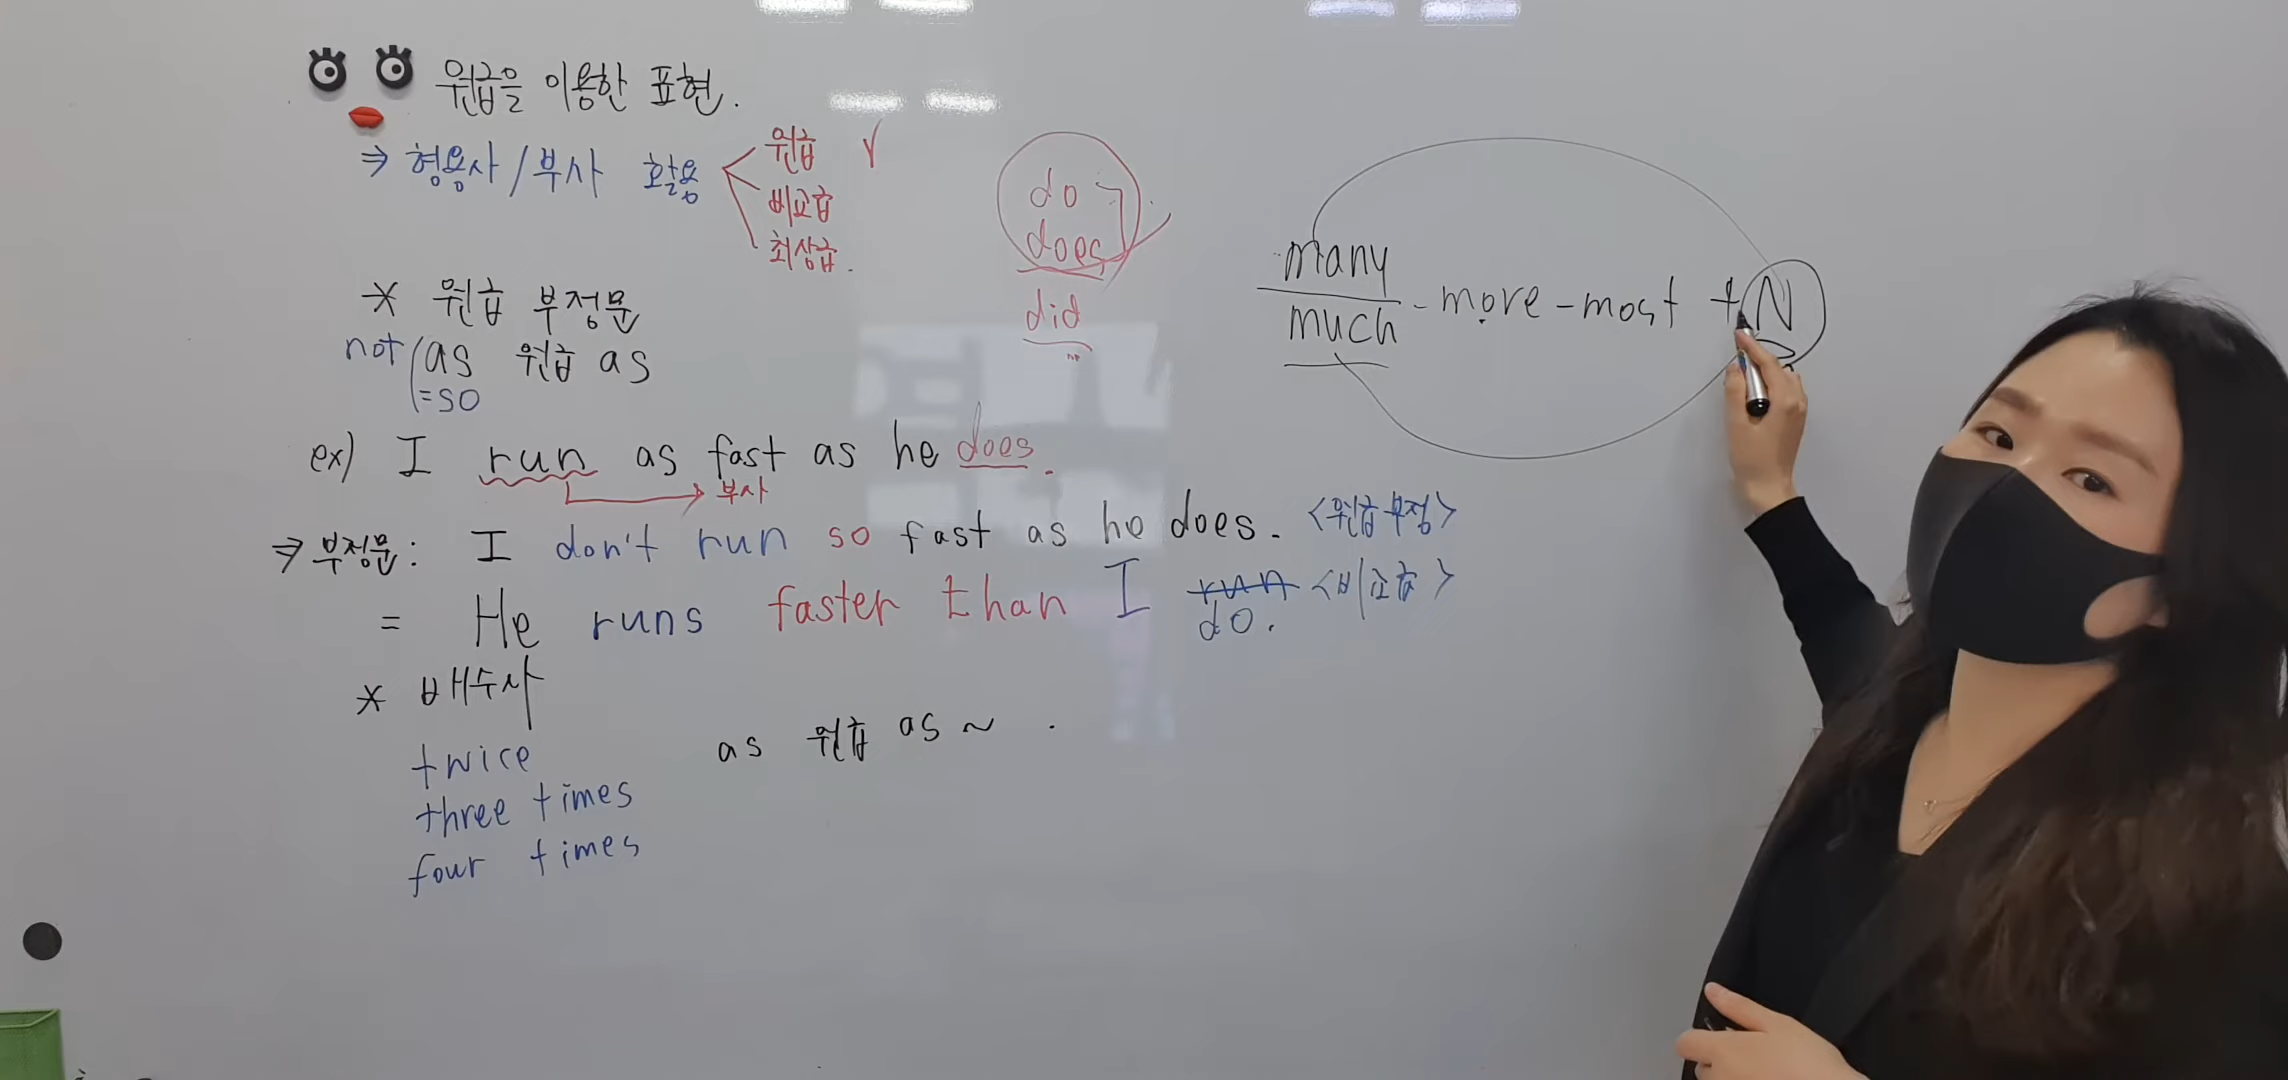 원급을 이용한 표현.
⇒ 형용사/부사 활용
원급 √
비교급
최상급.
* 원급 부정문
not as 원급 as
=so
ex) I run as fast as he does.
부사
⇒ 부정문: I don't run so fast as he does. <원급 부정>
= He runs faster than I run <비교급>
do.
* 배수사
twice
three times
four times
as 원급 as ~ .
do
does
did
many
much
- more - most + N